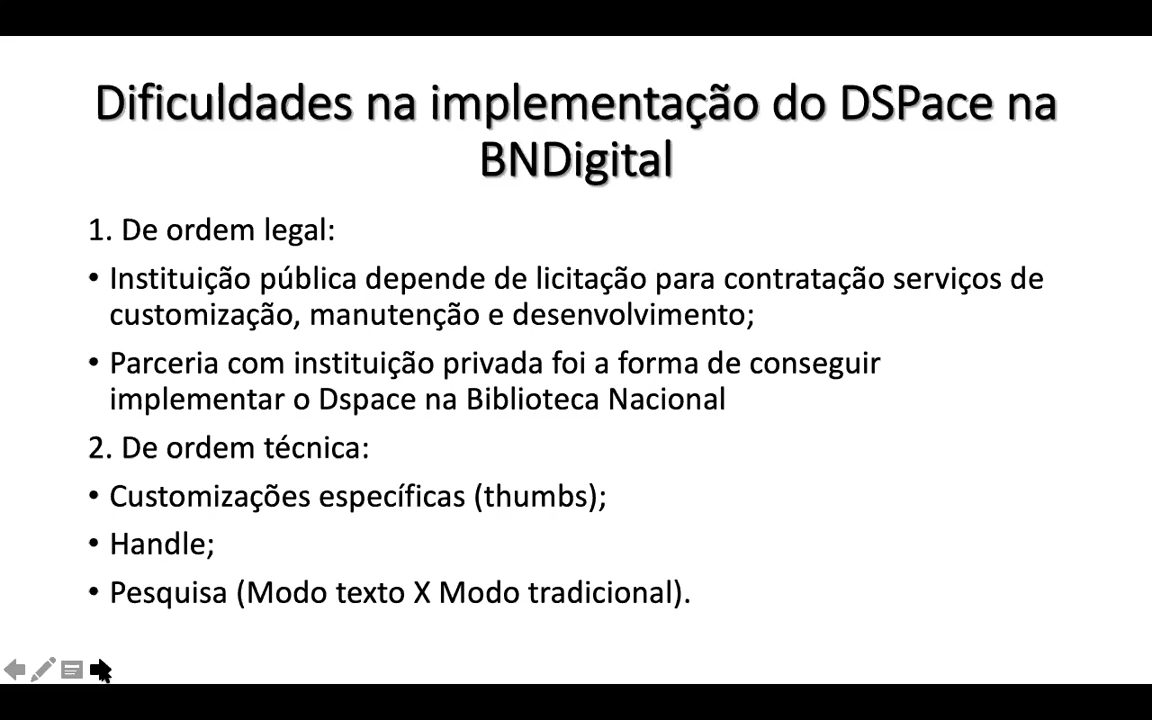 Dificuldades na implementação do DSPace na
BNDigital
1. De ordem legal:
• Instituição pública depende de licitação para contratação serviços de
customização, manutenção e desenvolvimento;
• Parceria com instituição privada foi a forma de conseguir
implementar o Dspace na Biblioteca Nacional
2. De ordem técnica:
• Customizações específicas (thumbs);
• Handle;
• Pesquisa (Modo texto X Modo tradicional).